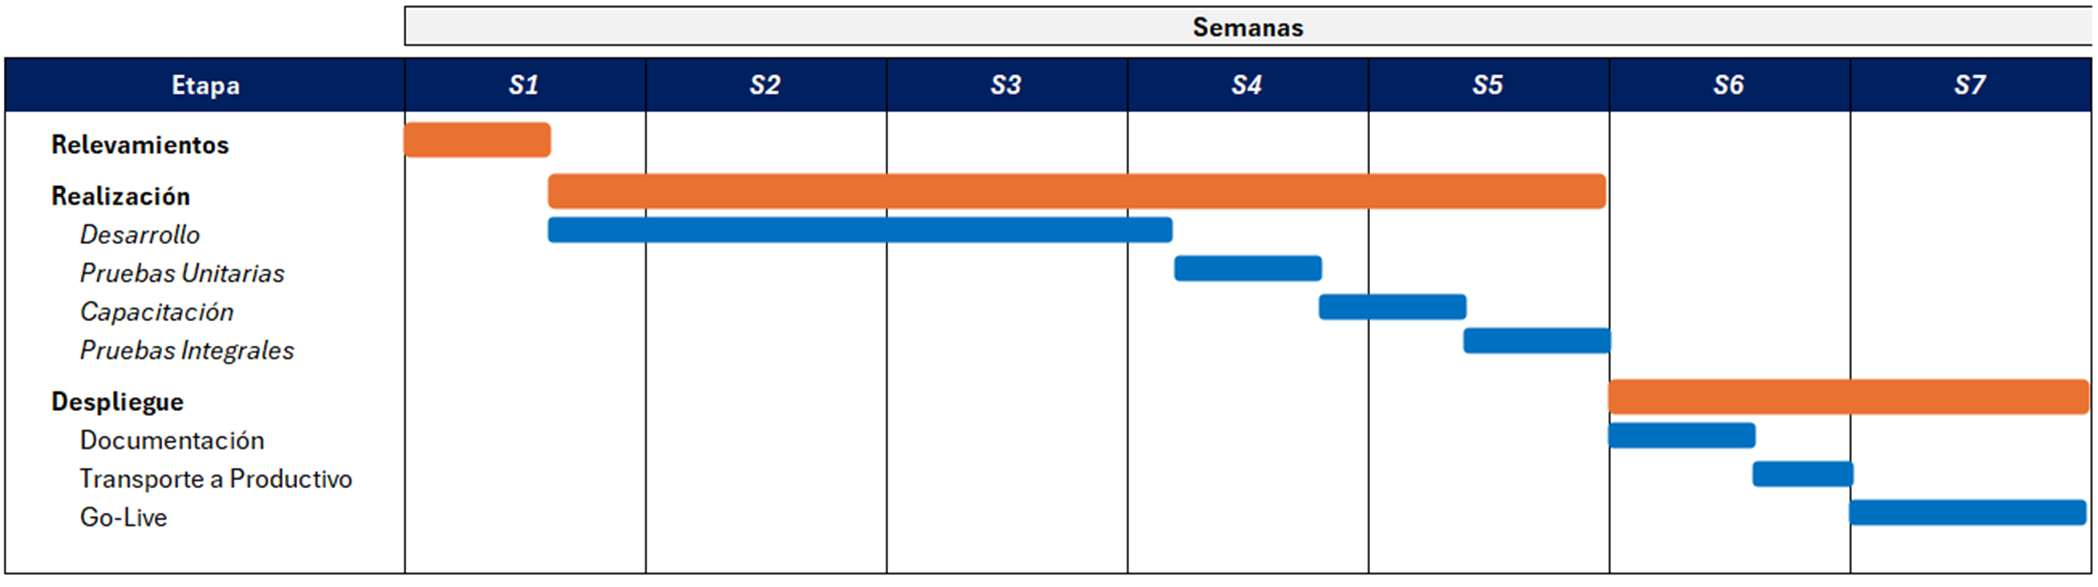 Semanas
Etapa S1 S2 S3 S4 S5 S6 S7
Relevamientos
Realización
Desarrollo
Pruebas Unitarias
Capacitación
Pruebas Integrales
Despliegue
Documentación
Transporte a Productivo
Go-Live